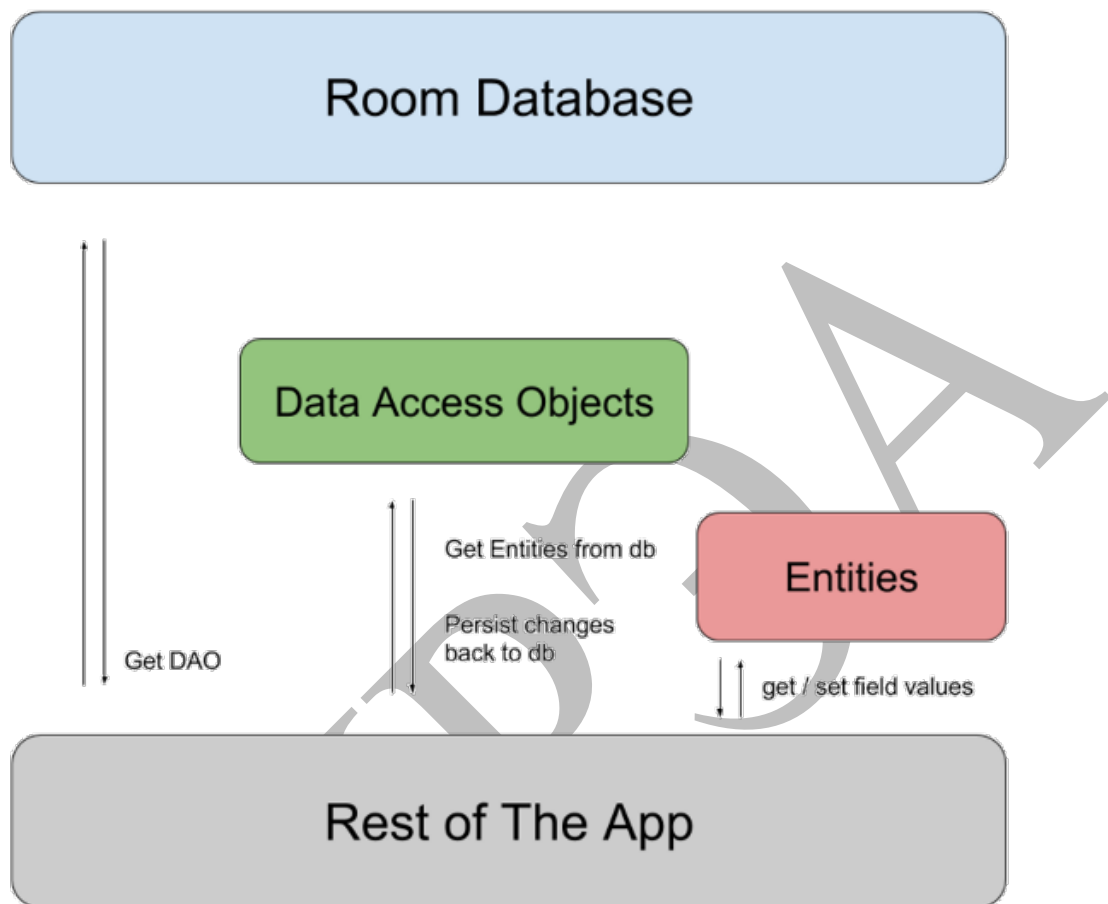 Room Database
Data Access Objects
Get Entities from db
Entities
Persist changes
back to db
Get DAO
get / set field values
Rest of The App